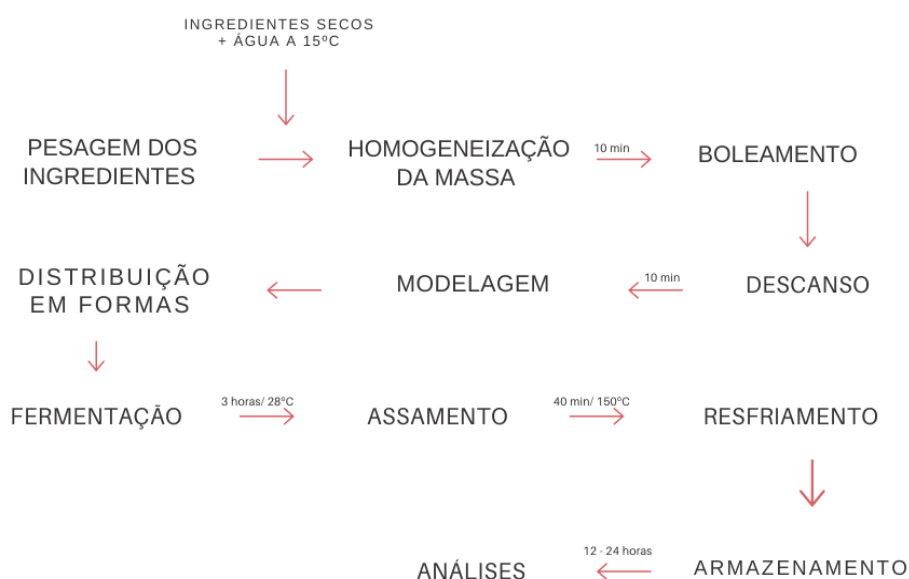 INGREDIENTES SECOS
+ ÁGUA A 15ºC
PESAGEM DOS
INGREDIENTES
HOMOGENEIZAÇÃO
DA MASSA
10 min
BOLEAMENTO
DESCANSO
10 min
MODELAGEM
DISTRIBUIÇÃO
EM FORMAS
FERMENTAÇÃO
3 horas/ 28ºC
ASSAMENTO
40 min/ 150ºC
RESFRIAMENTO
ARMAZENAMENTO
12 - 24 horas
ANÁLISES